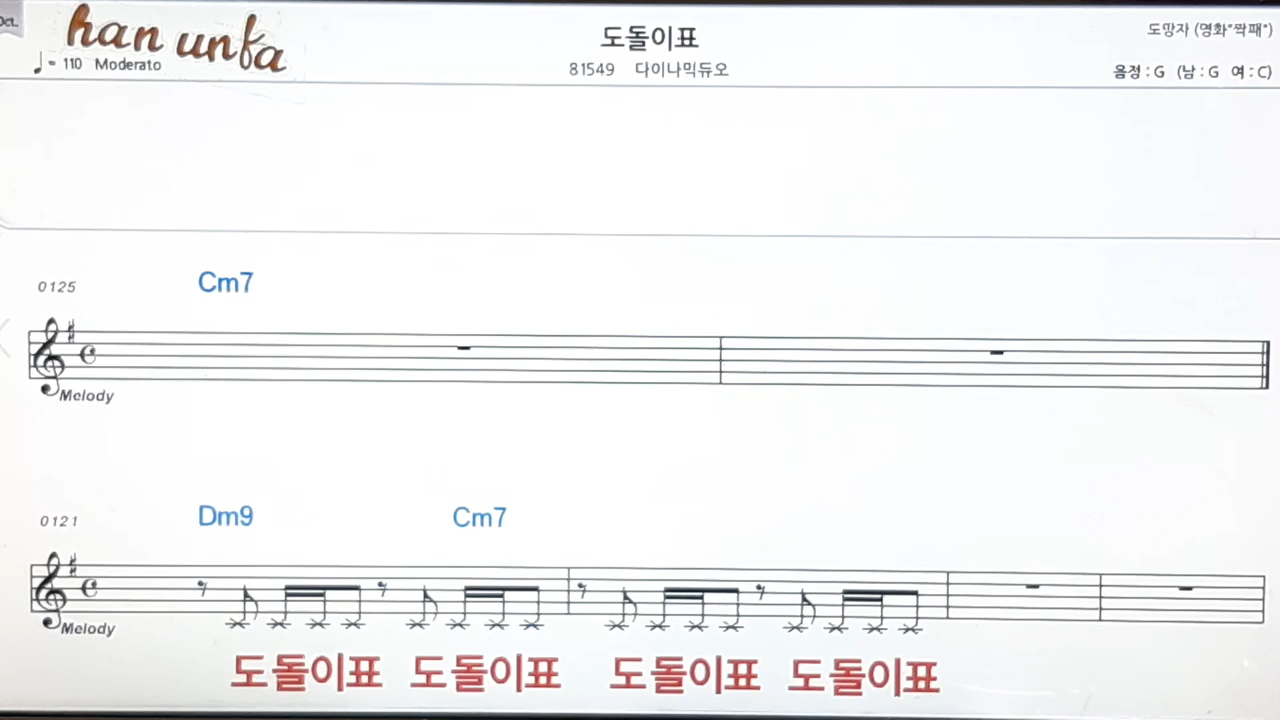 Oct.
han unfa
도돌이표
도망자 (영화"짝패")
♩= 110 Moderato
81549 다이나믹듀오
음정 : G (남 : G 여 : C)
0125 Cm7
Melody
0121 Dm9 Cm7
Melody
도돌이표 도돌이표 도돌이표 도돌이표